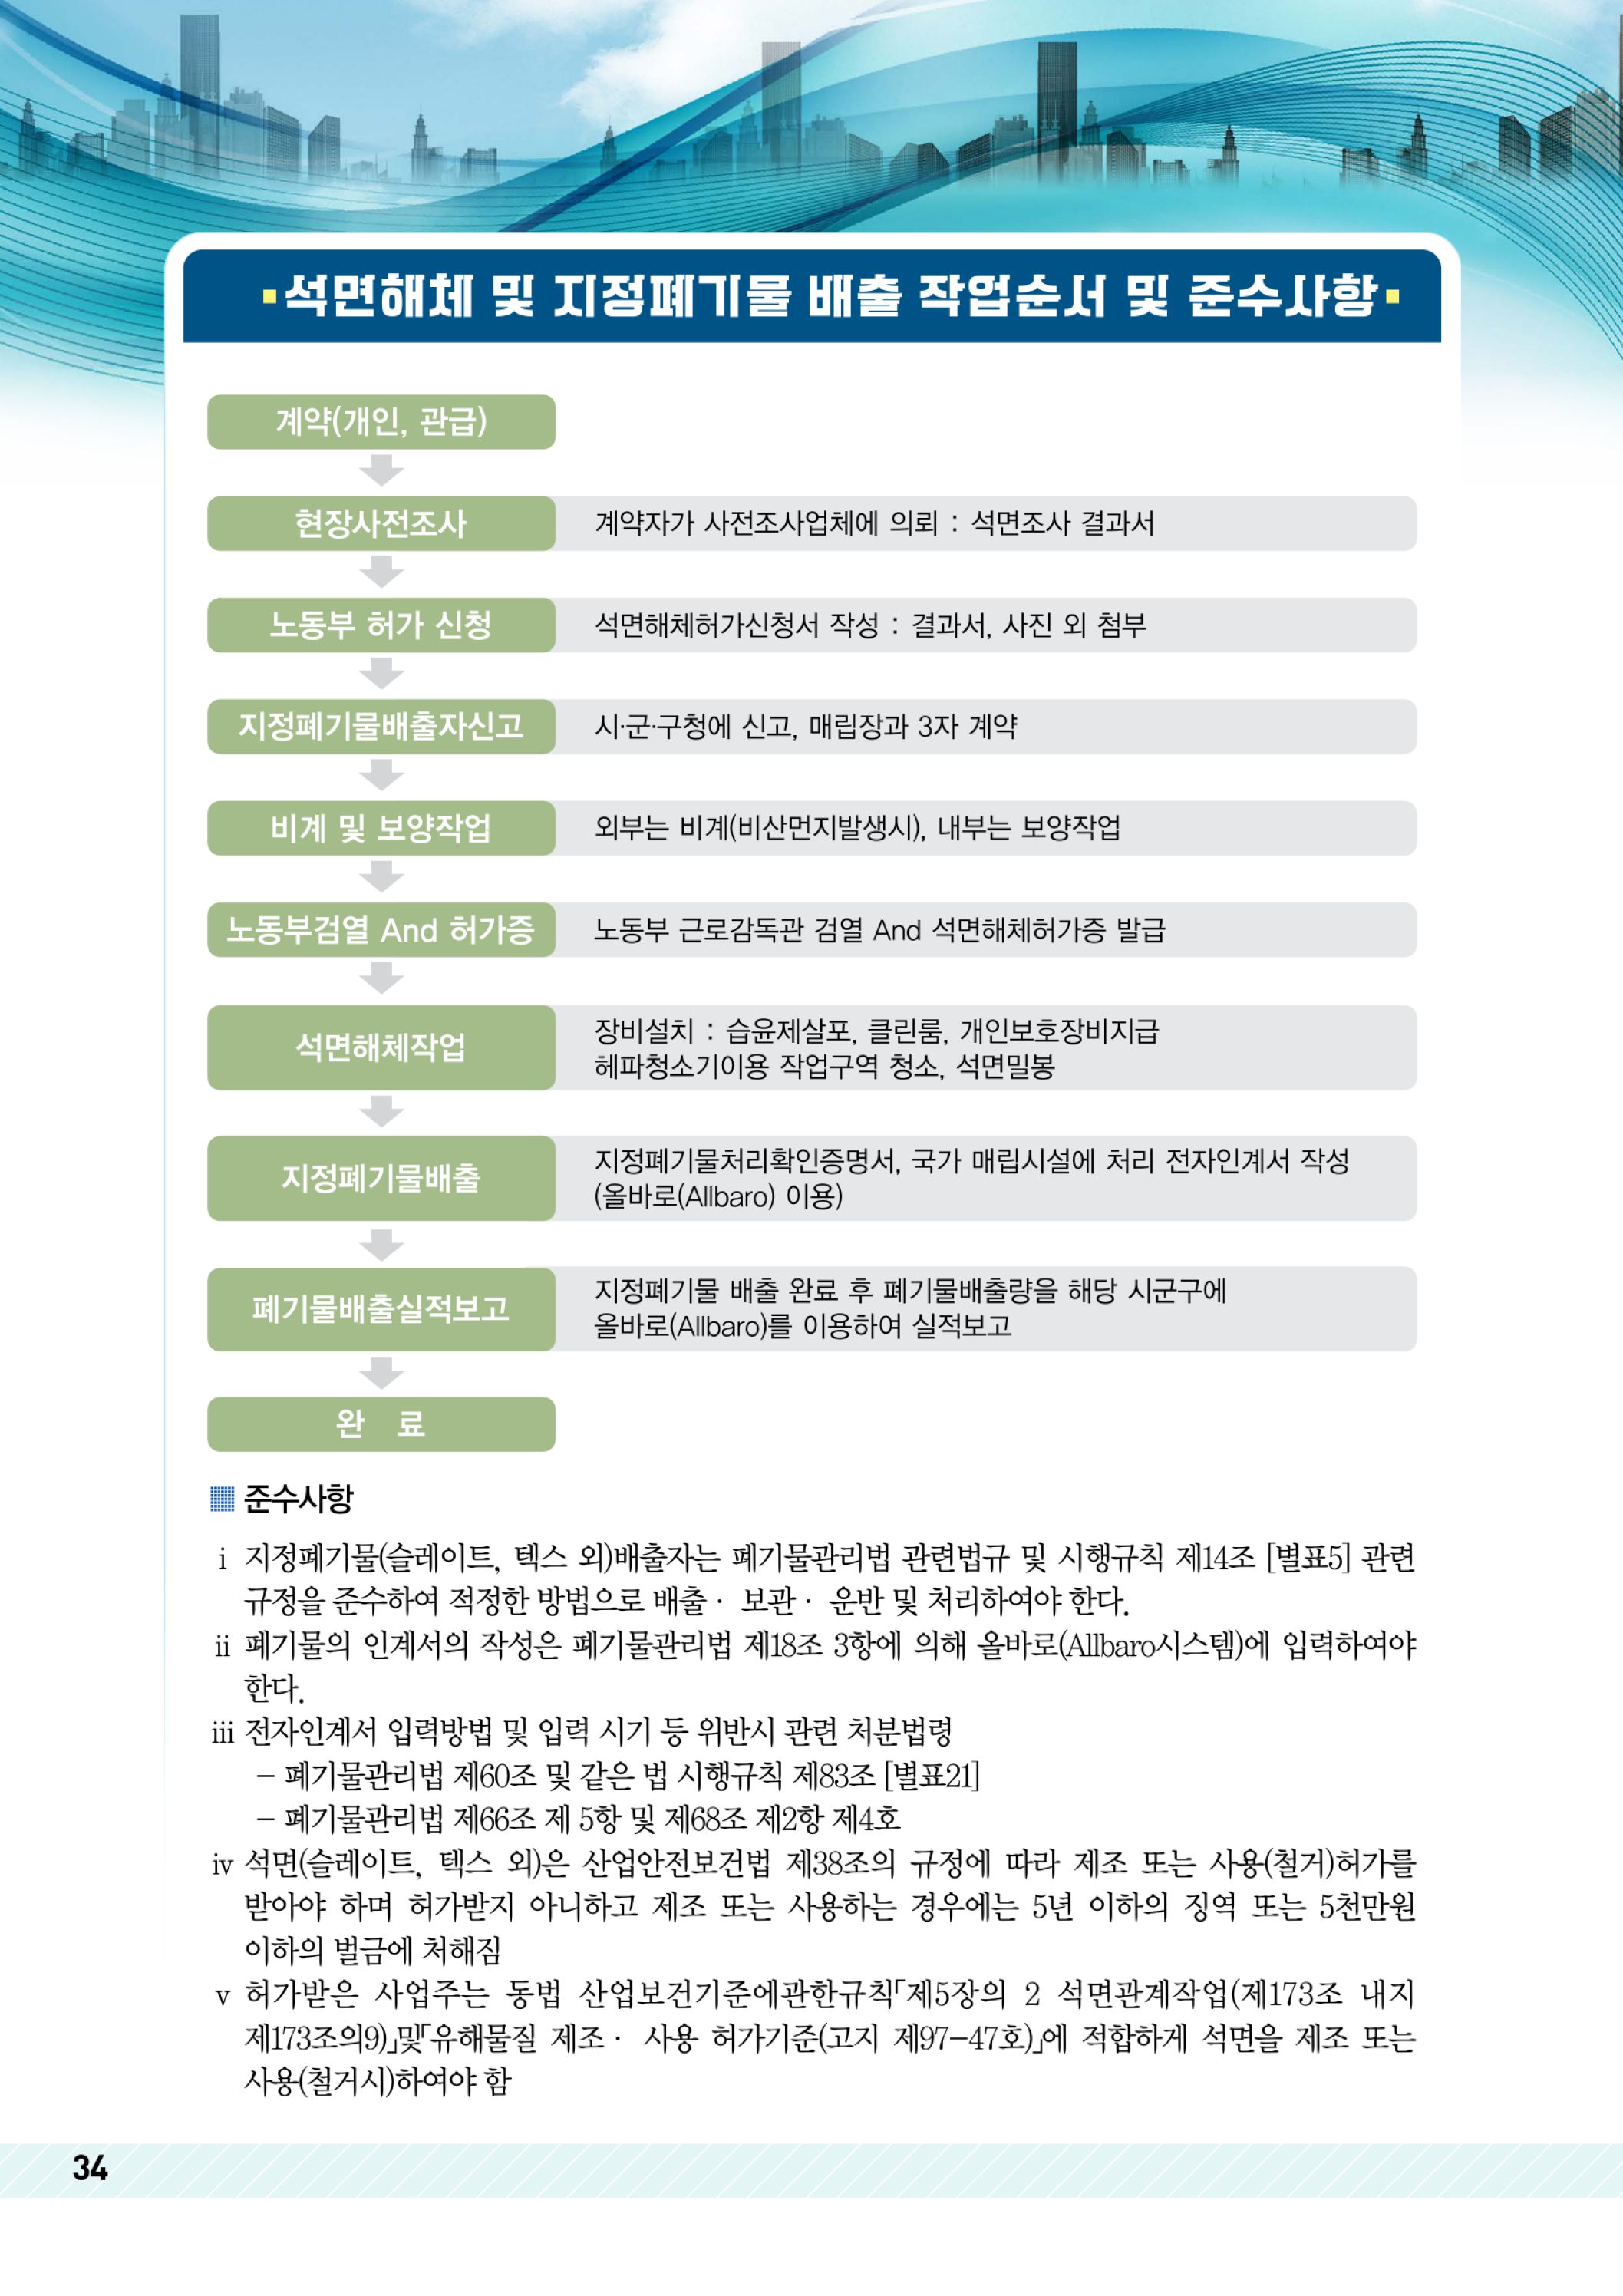 석면해체 및 지정폐기물 배출 작업순서 및 준수사항
계약(개인, 관급)
현장사전조사
계약자가 사전조사업체에 의뢰 : 석면조사 결과서
노동부 허가 신청
석면해체허가신청서 작성 : 결과서, 사진 외 첨부
지정폐기물배출자신고
시·군·구청에 신고, 매립장과 3자 계약
비계 및 보양작업
외부는 비계(비산먼지발생시), 내부는 보양작업
노동부검열 And 허가증
노동부 근로감독관 검열 And 석면해체허가증 발급
석면해체작업
장비설치 : 습윤제살포, 클린룸, 개인보호장비지급
헤파청소기이용 작업구역 청소, 석면밀봉
지정폐기물배출
지정폐기물처리확인증명서, 국가 매립시설에 처리 전자인계서 작성
(올바로(Allbaro) 이용)
폐기물배출실적보고
지정폐기물 배출 완료 후 폐기물배출량을 해당 시군구에
올바로(Allbaro)를 이용하여 실적보고
완 료
준수사항
ⅰ 지정폐기물(슬레이트, 텍스 외)배출자는 폐기물관리법 관련법규 및 시행규칙 제14조 [별표5] 관련
규정을 준수하여 적정한 방법으로 배출· 보관· 운반 및 처리하여야 한다.
ⅱ 폐기물의 인계서의 작성은 폐기물관리법 제18조 3항에 의해 올바로(Allbaro시스템)에 입력하여야
한다.
ⅲ 전자인계서 입력방법 및 입력 시기 등 위반시 관련 처분법령
– 폐기물관리법 제60조 및 같은 법 시행규칙 제83조 [별표21]
– 폐기물관리법 제66조 제 5항 및 제68조 제2항 제4호
ⅳ 석면(슬레이트, 텍스 외)은 산업안전보건법 제38조의 규정에 따라 제조 또는 사용(철거)허가를
받아야 하며 허가받지 아니하고 제조 또는 사용하는 경우에는 5년 이하의 징역 또는 5천만원
이하의 벌금에 처해짐
ⅴ 허가받은 사업주는 동법 산업보건기준에관한규칙「제5장의 2 석면관계작업(제173조 내지
제173조의9)」및「유해물질 제조· 사용 허가기준(고지 제97–47호)」에 적합하게 석면을 제조 또는
사용(철거시)하여야 함
34